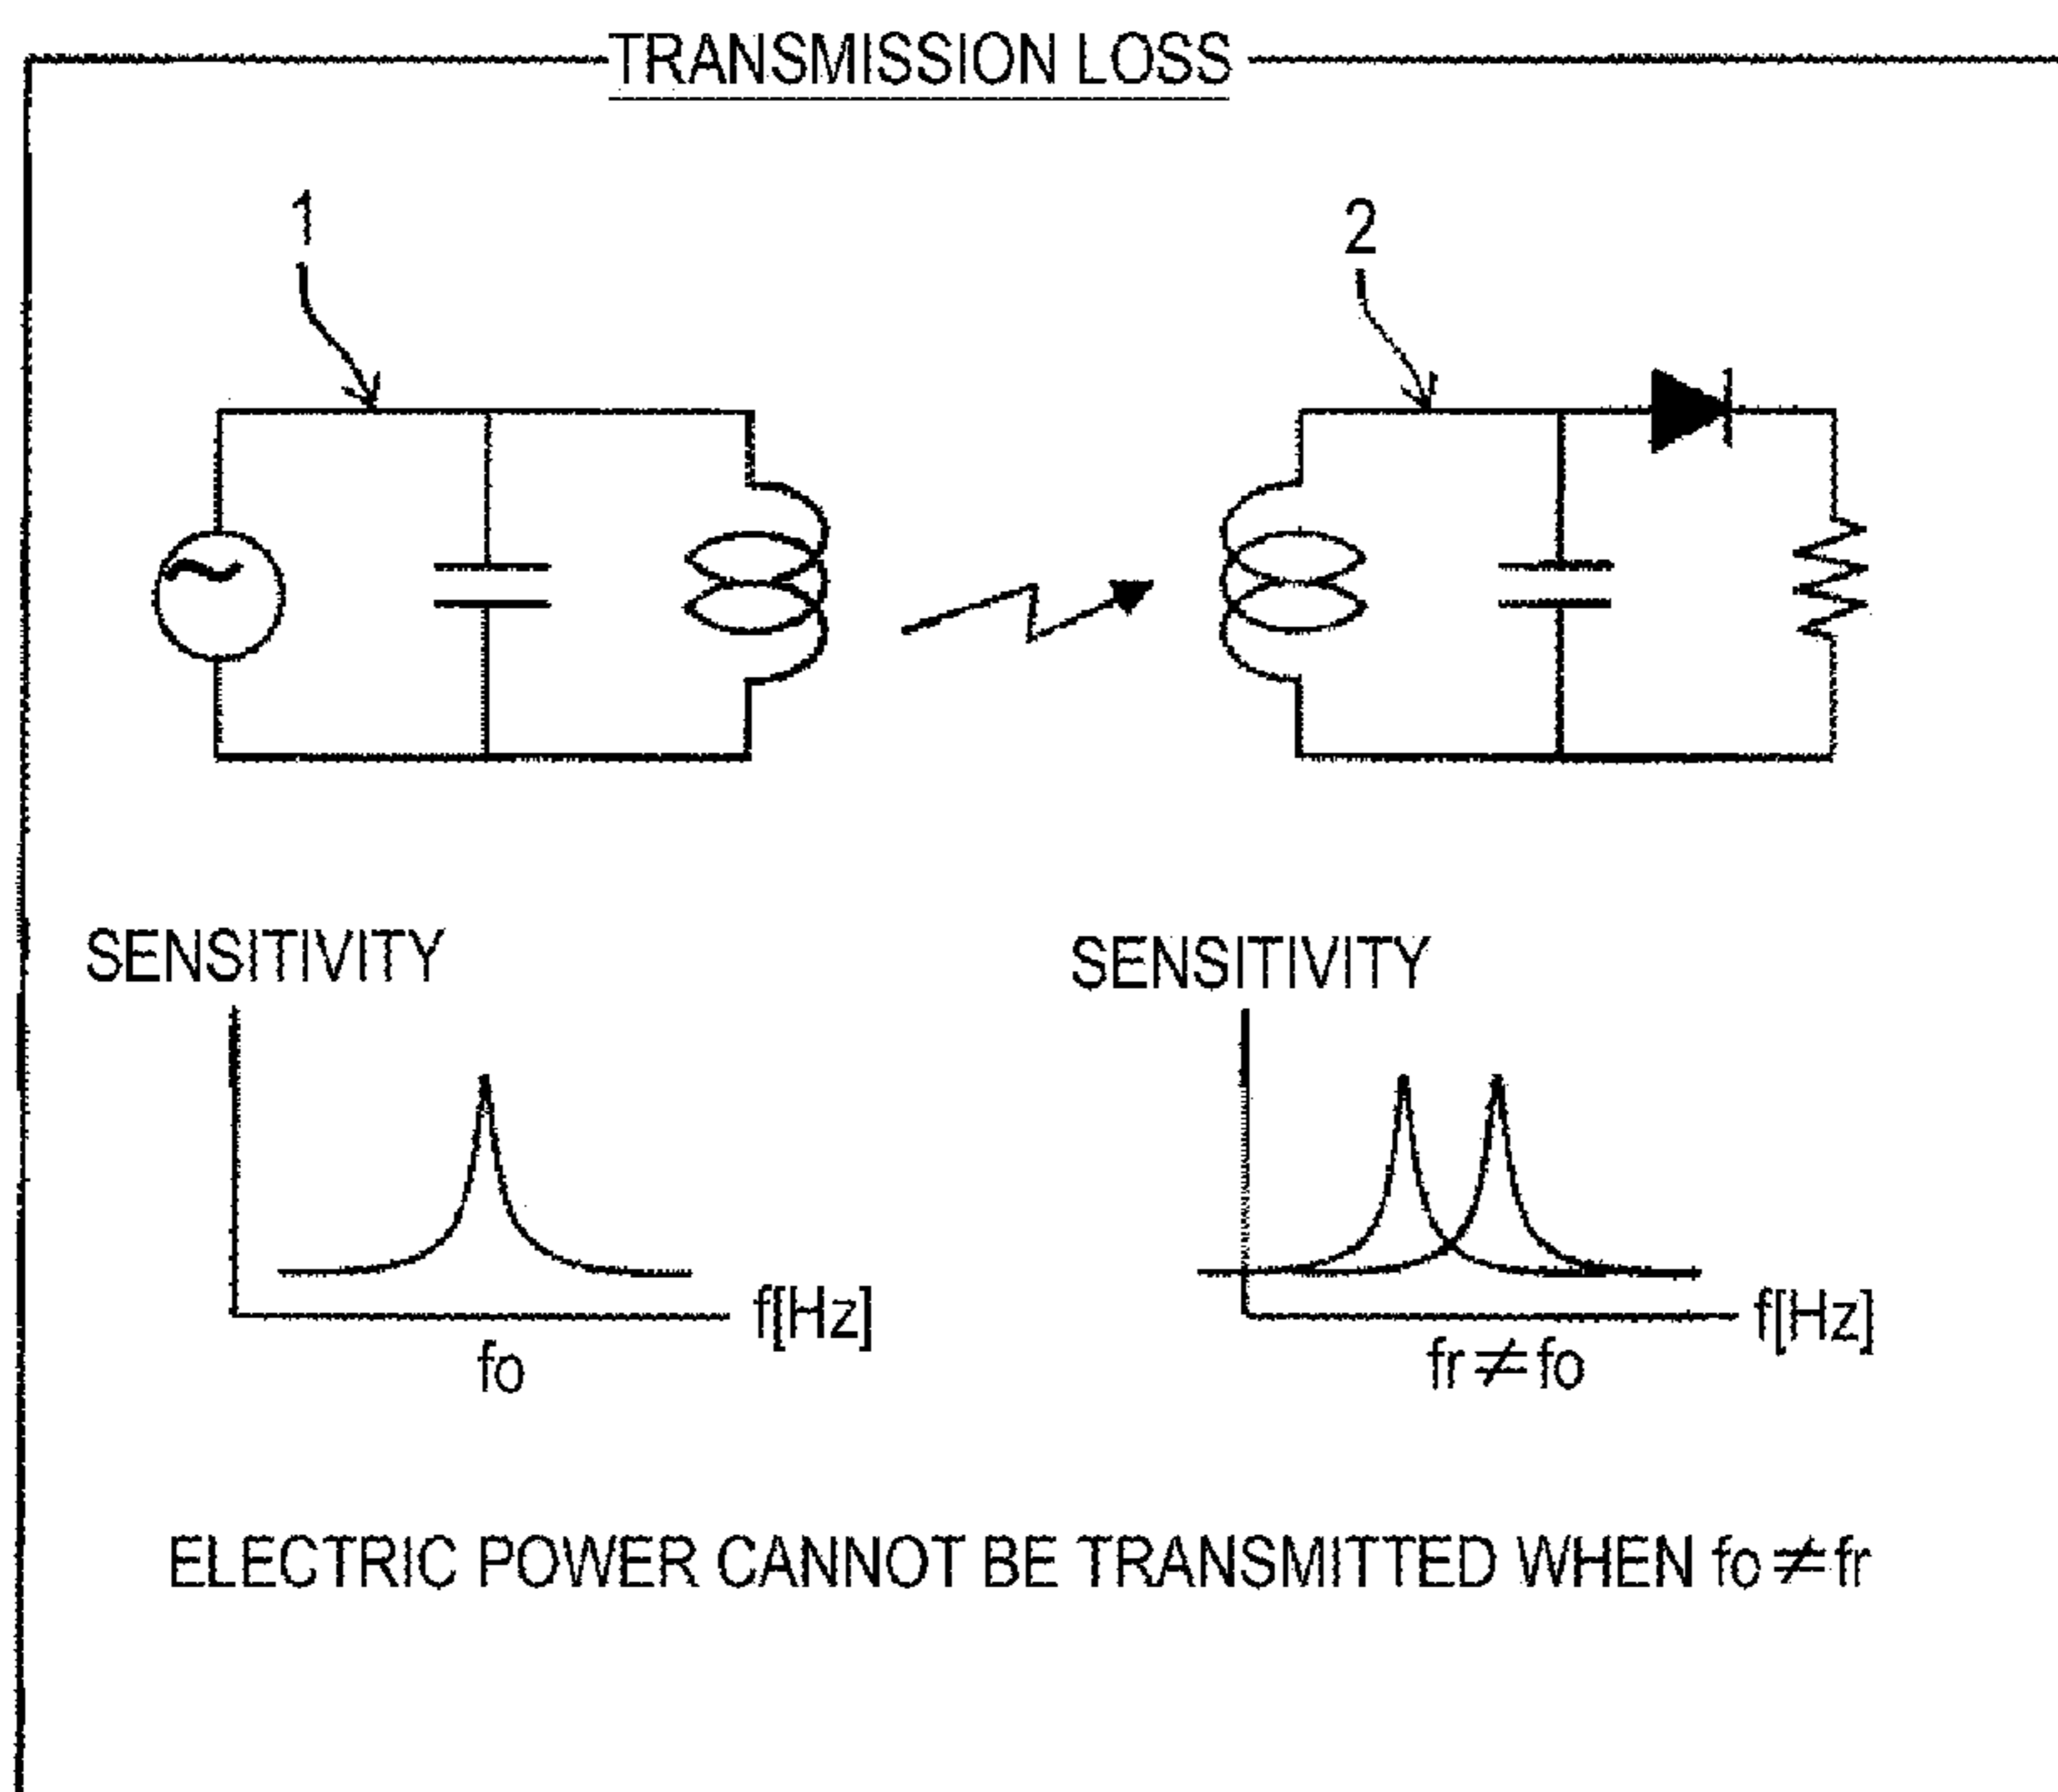 TRANSMISSION LOSS
1
2
SENSITIVITY
f[Hz]
fo
SENSITIVITY
f[Hz]
fr≠fo
ELECTRIC POWER CANNOT BE TRANSMITTED WHEN fo≠fr